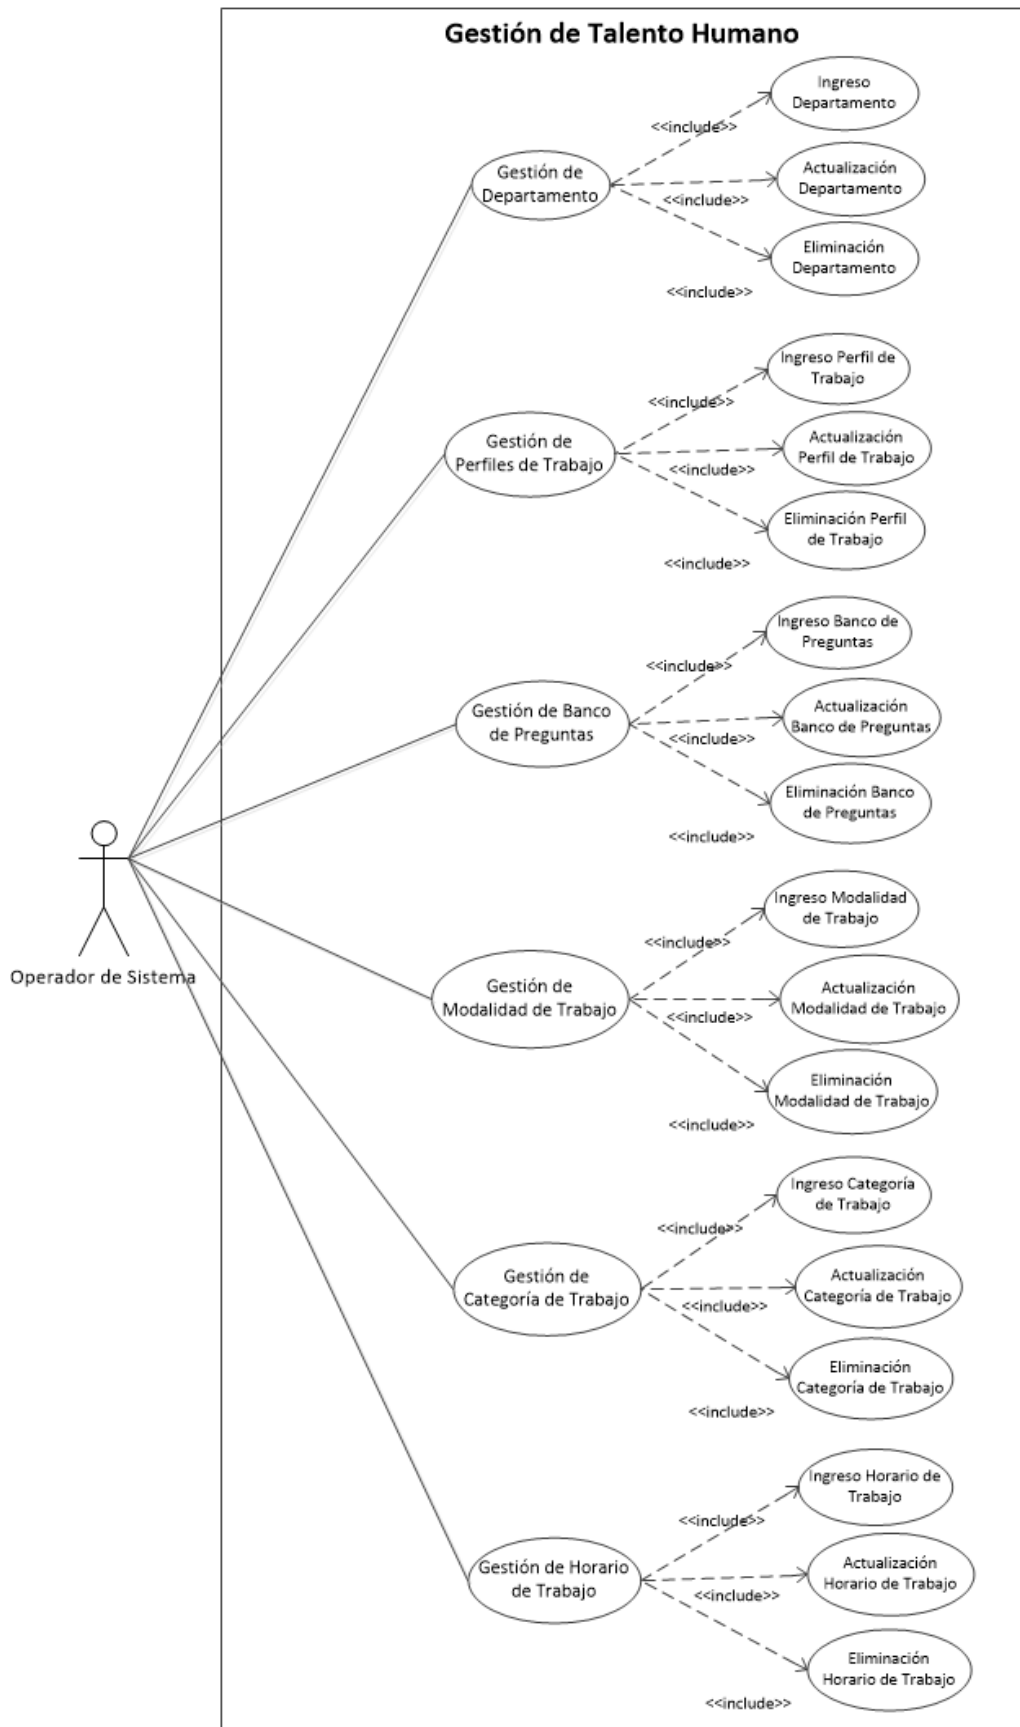 Gestión de Talento Humano
Ingreso
Departamento
<<include>>
Gestión de
Departamento
Actualización
Departamento
<<include>>
Eliminación
Departamento
<<include>>
Ingreso Perfil de
Trabajo
<<include>>
Gestión de
Perfiles de Trabajo
Actualización
Perfil de Trabajo
<<include>>
Eliminación Perfil
de Trabajo
<<include>>
Ingreso Banco de
Preguntas
<<include>>
Gestión de Banco
de Preguntas
Actualización
Banco de Preguntas
<<include>>
Eliminación Banco
de Preguntas
<<include>>
Operador de Sistema
Ingreso Modalidad
de Trabajo
<<include>>
Gestión de
Modalidad de Trabajo
Actualización
Modalidad de Trabajo
<<include>>
Eliminación
Modalidad de Trabajo
<<include>>
Ingreso Categoría
de Trabajo
<<include>>
Gestión de
Categoría de Trabajo
Actualización
Categoría de Trabajo
<<include>>
Eliminación
Categoría de Trabajo
<<include>>
Ingreso Horario de
Trabajo
<<include>>
Gestión de Horario
de Trabajo
Actualización
Horario de Trabajo
<<include>>
Eliminación
Horario de Trabajo
<<include>>